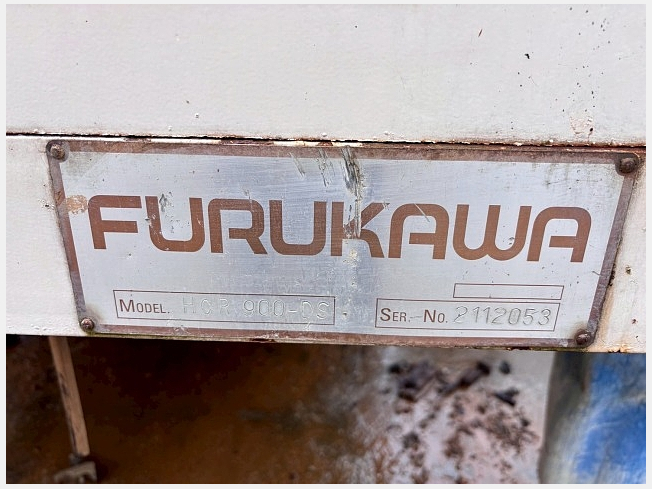 FURUKAWA
MODEL. HCR 900-DS
SER. No. 2112053